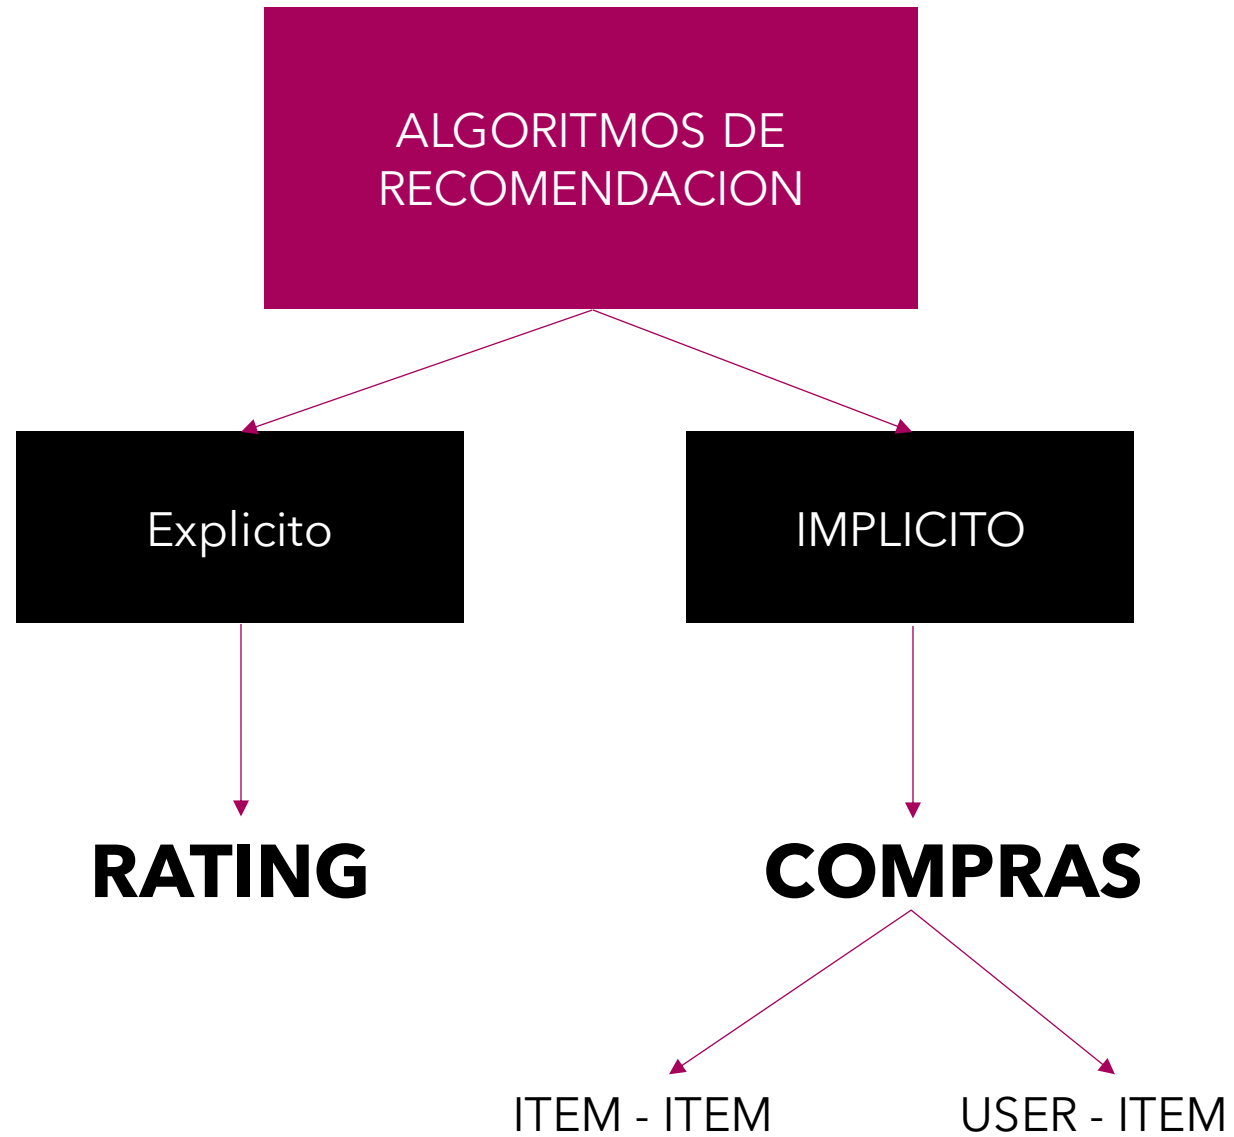 ALGORITMOS DE
RECOMENDACION
Explicito
IMPLICITO
RATING
COMPRAS
ITEM - ITEM
USER - ITEM